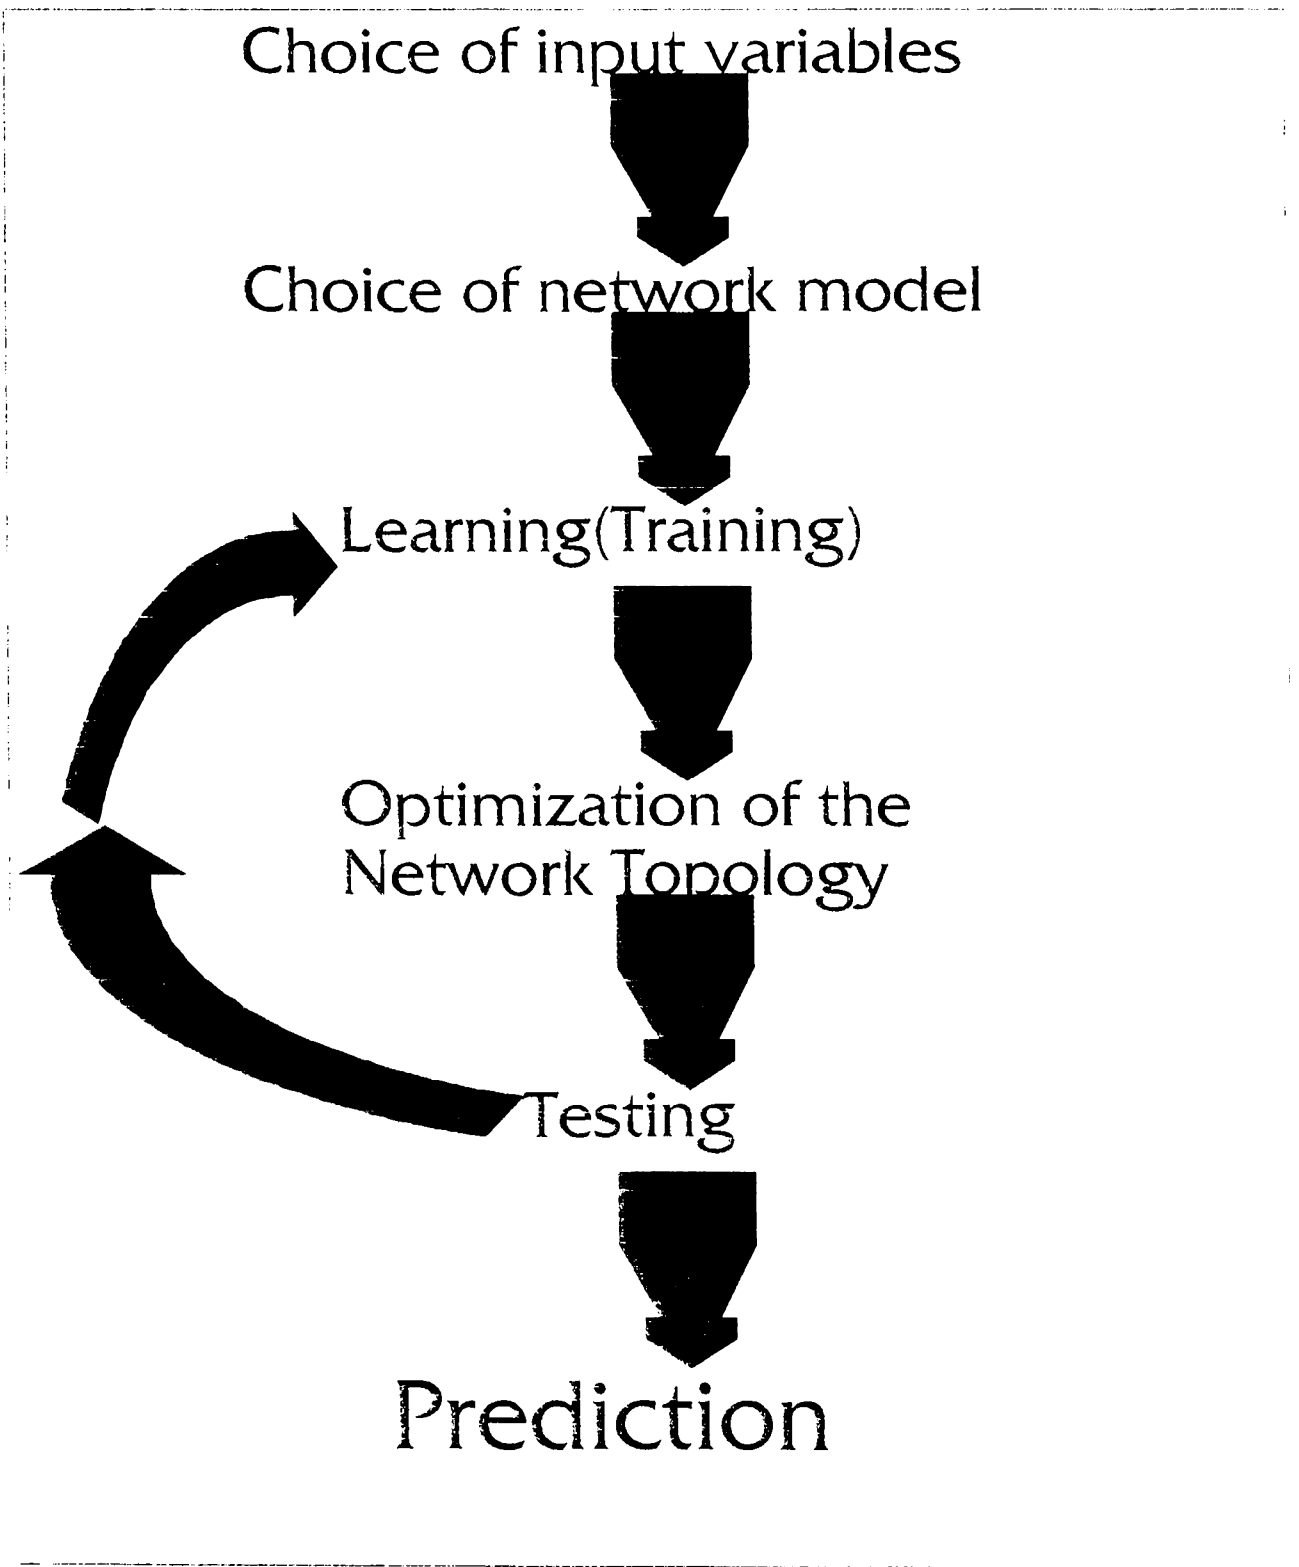 Choice of input variables
Choice of network model
Learning(Training)
Optimization of the
Network Topology
Testing
Prediction